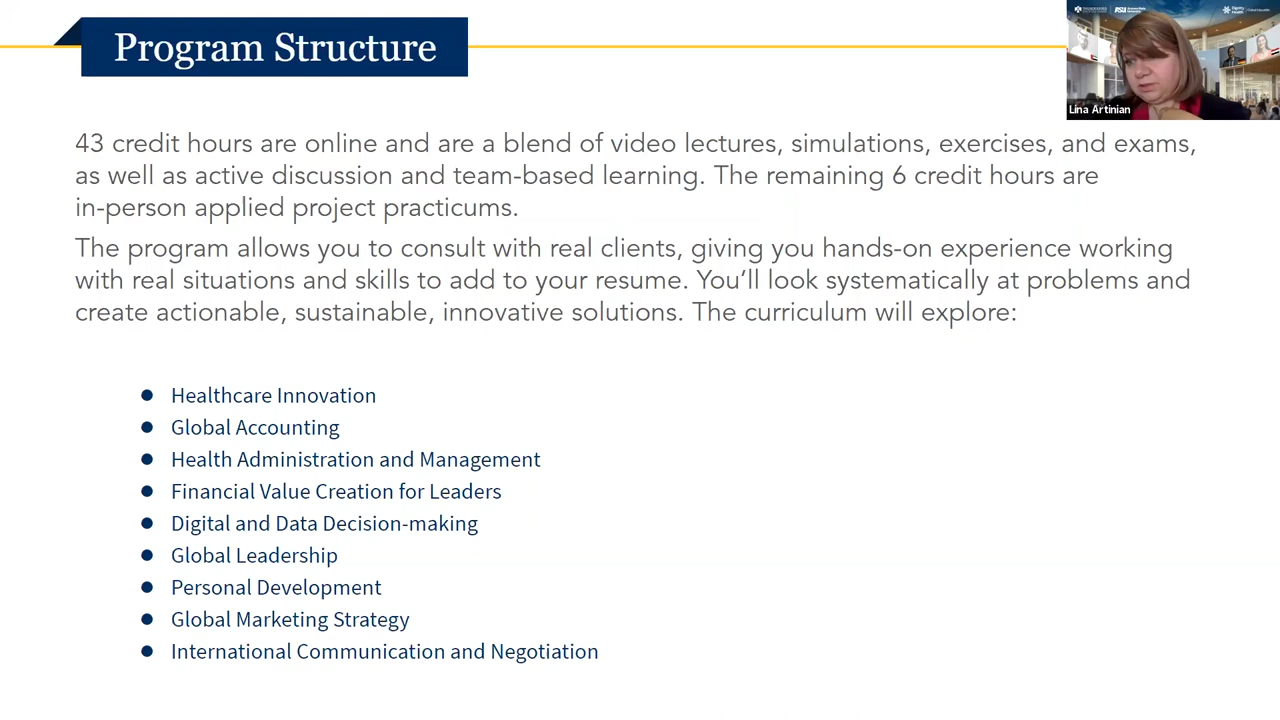 Program Structure
Lina Artinian
43 credit hours are online and are a blend of video lectures, simulations, exercises, and exams,
as well as active discussion and team-based learning. The remaining 6 credit hours are
in-person applied project practicums.
The program allows you to consult with real clients, giving you hands-on experience working
with real situations and skills to add to your resume. You’ll look systematically at problems and
create actionable, sustainable, innovative solutions. The curriculum will explore:
● Healthcare Innovation
● Global Accounting
● Health Administration and Management
● Financial Value Creation for Leaders
● Digital and Data Decision-making
● Global Leadership
● Personal Development
● Global Marketing Strategy
● International Communication and Negotiation